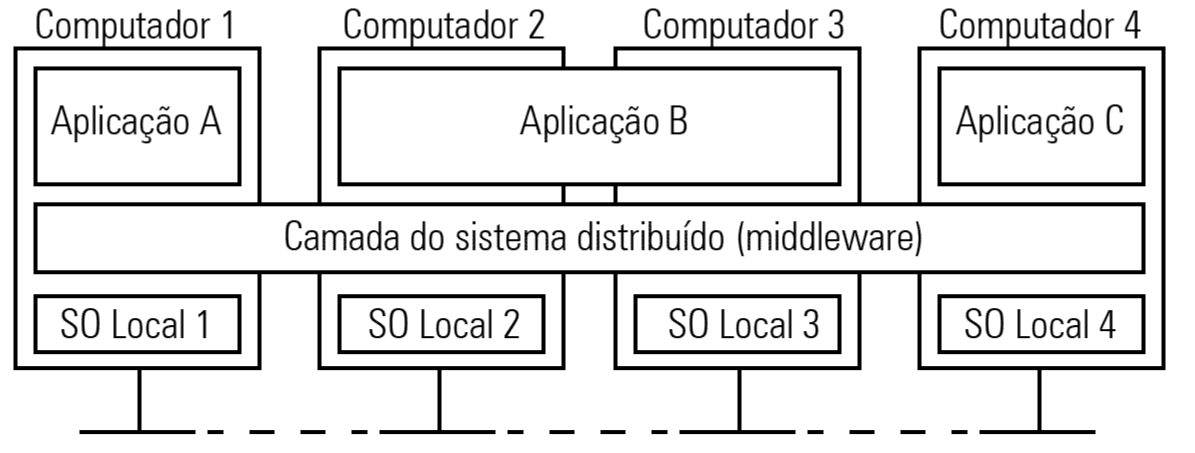 Computador 1 Computador 2 Computador 3 Computador 4
Aplicação A Aplicação B Aplicação C
Camada do sistema distribuído (middleware)
SO Local 1 SO Local 2 SO Local 3 SO Local 4